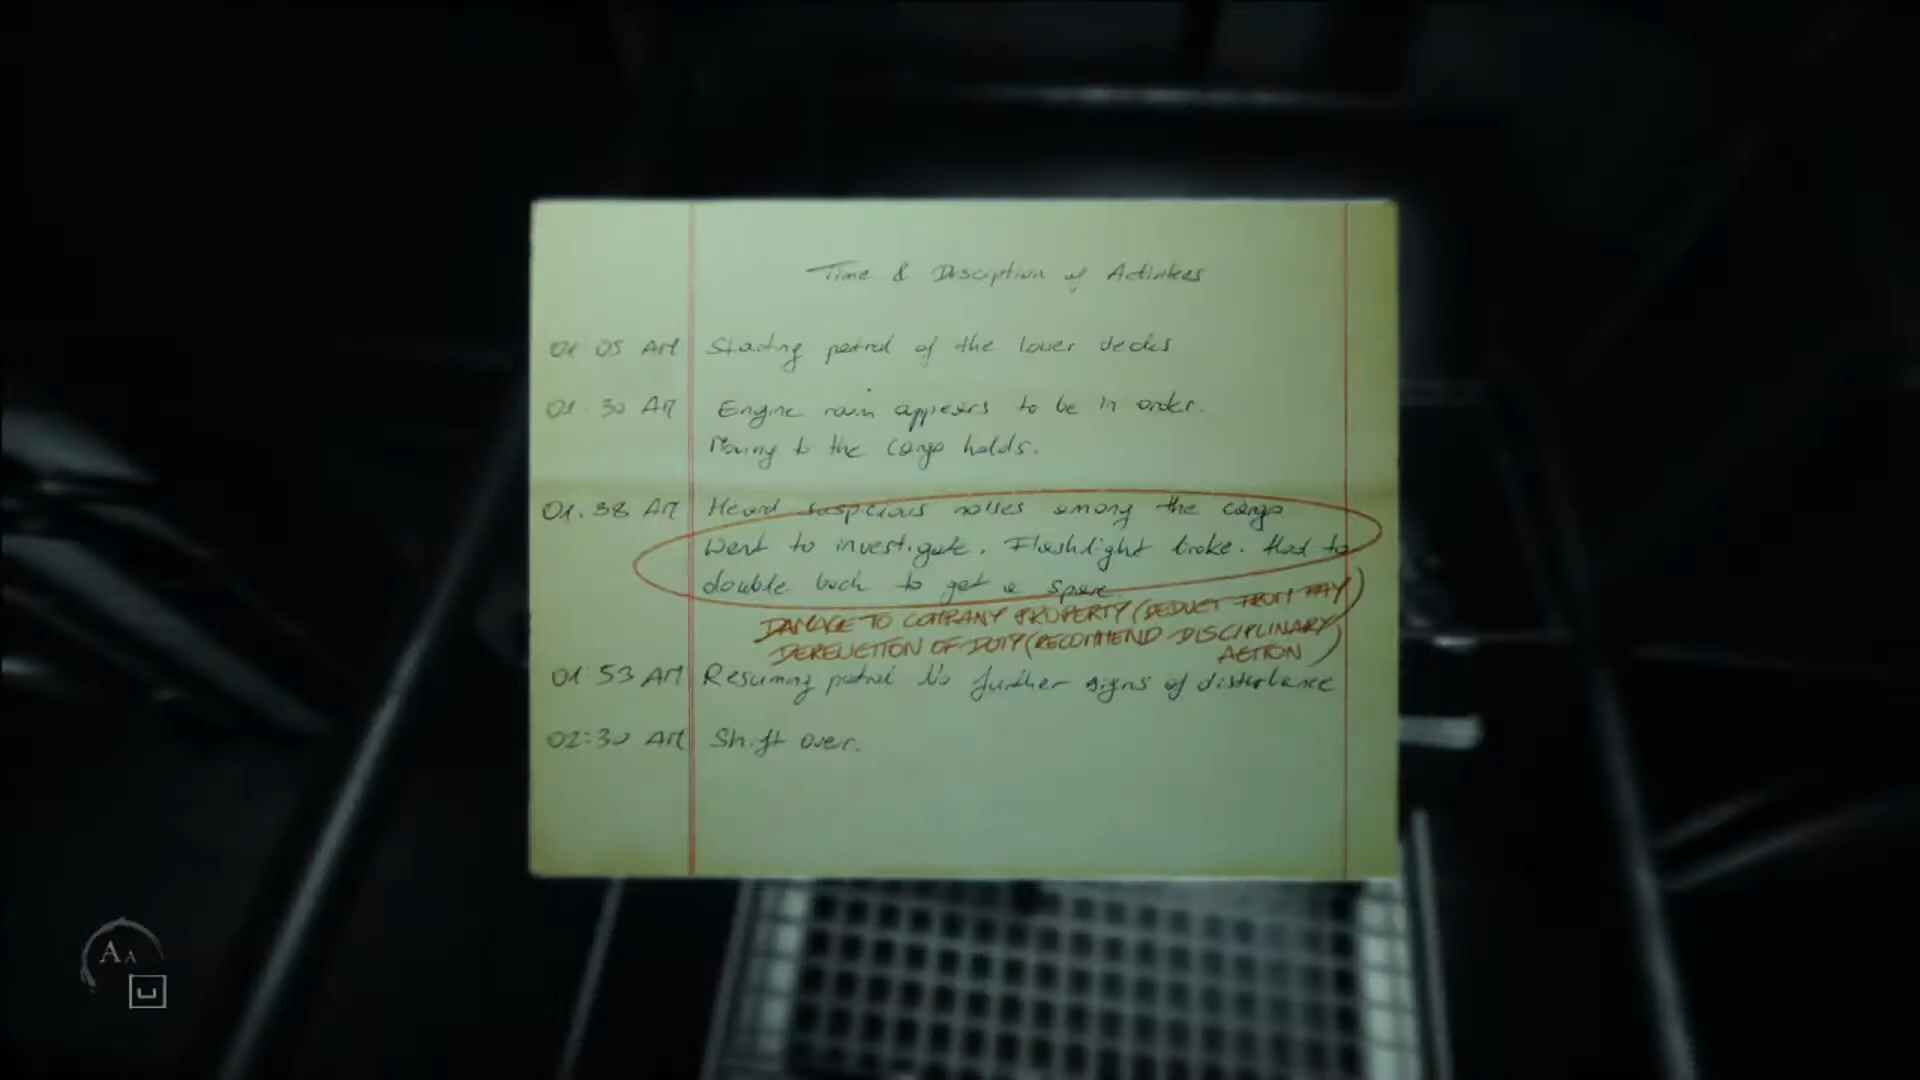 Time & Description of Activities
01:05 AM Starting patrol of the lower decks
01:30 AM Engine room appears to be in order.
Moving to the cargo holds.
01:38 AM Heard suspicious noises among the cargo
Went to investigate. Flashlight broke. Had to
double back to get a spare.
DAMAGE TO COMPANY PROPERTY (DEDUCT FROM PAY)
DERELICTION OF DUTY (RECOMMEND DISCIPLINARY
ACTION)
01:53 AM Resuming patrol No further signs of disturbance
02:30 AM Shift over.
AA